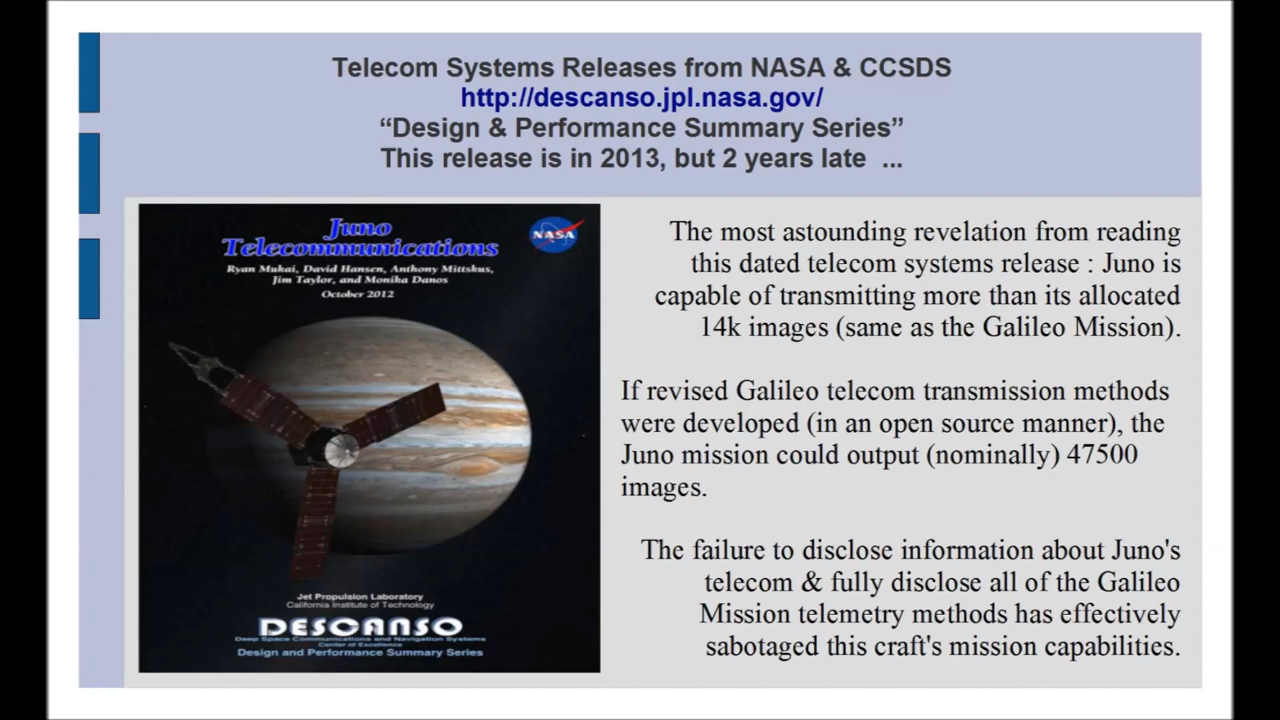 Telecom Systems Releases from NASA & CCSDS
http://descanso.jpl.nasa.gov/
“Design & Performance Summary Series”
This release is in 2013, but 2 years late ...
Juno
Telecommunications
NASA
Ryan Mukai, David Hansen, Anthony Mittskus,
Jim Taylor, and Monika Danos
October 2012
Jet Propulsion Laboratory
California Institute of Technology
DESCANSO
Deep Space Communications and Navigation Systems
Center of Excellence
Design and Performance Summary Series
The most astounding revelation from reading
this dated telecom systems release : Juno is
capable of transmitting more than its allocated
14k images (same as the Galileo Mission).
If revised Galileo telecom transmission methods
were developed (in an open source manner), the
Juno mission could output (nominally) 47500
images.
The failure to disclose information about Juno's
telecom & fully disclose all of the Galileo
Mission telemetry methods has effectively
sabotaged this craft's mission capabilities.